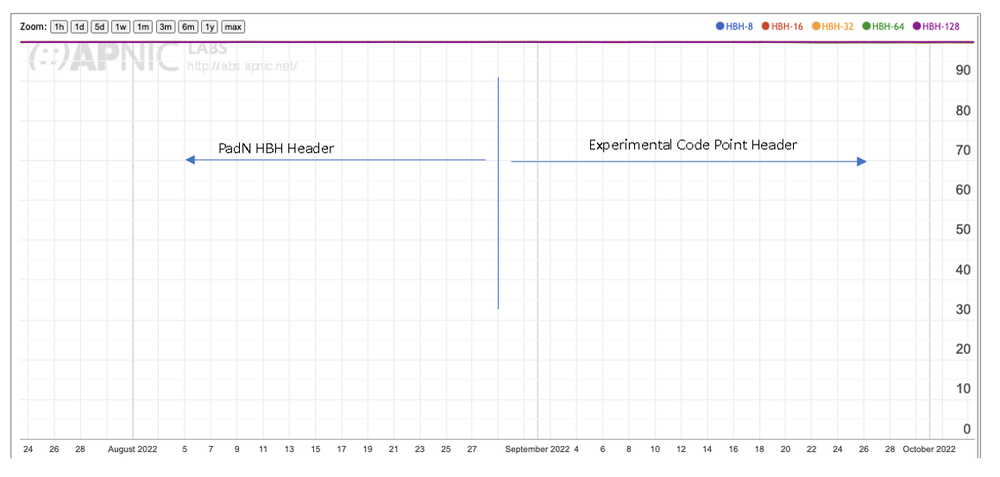 Zoom: 1h 1d 5d 1w 1m 3m 6m 1y max
HBH-8 HBH-16 HBH-32 HBH-64 HBH-128
(::)APNIC LABS
http://labs.apnic.net/
90
80
PadN HBH Header
Experimental Code Point Header
70
60
50
40
30
20
10
0
24 26 28 August 2022 5 7 9 11 13 15 17 19 21 23 25 27 September 2022 4 6 8 10 12 14 16 18 20 22 24 26 28 October 2022